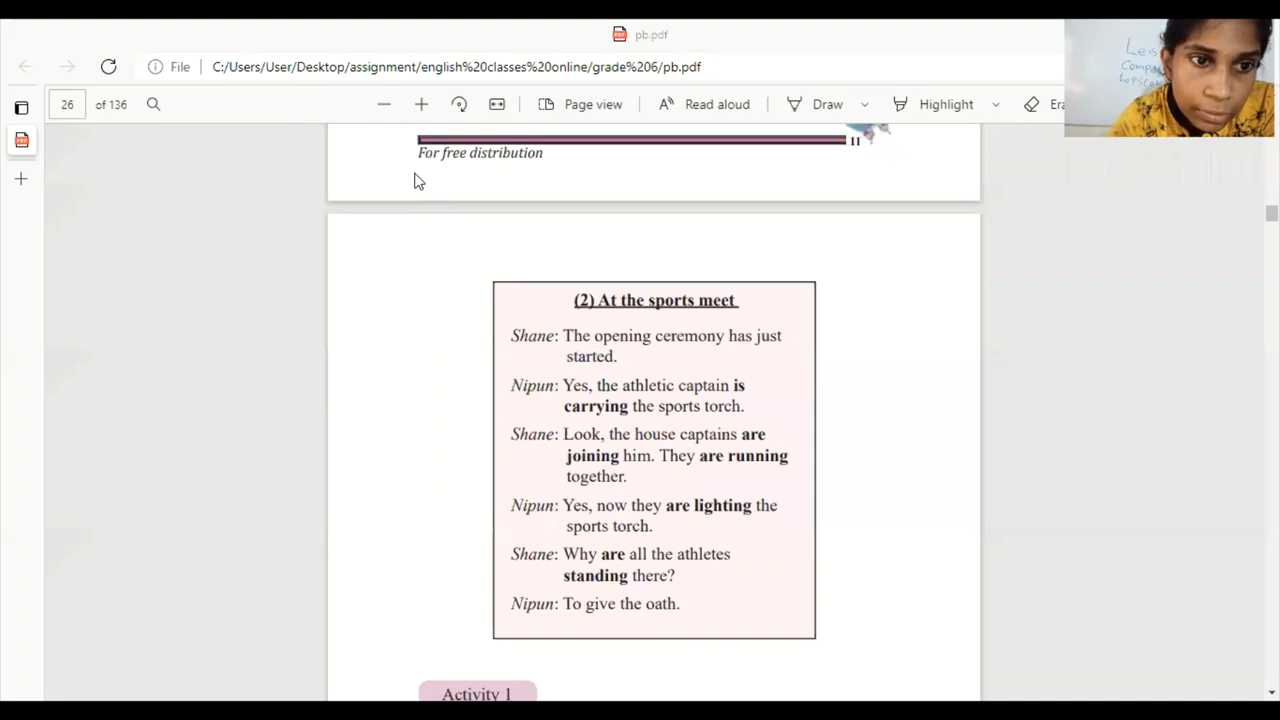 pb.pdf
File
C:/Users/User/Desktop/assignment/english%20classes%20online/grade%206/pb.pdf
26 of 136
Page view
Read aloud
Draw
Highlight
11
For free distribution
(2) At the sports meet
Shane: The opening ceremony has just
started.
Nipun: Yes, the athletic captain is
carrying the sports torch.
Shane: Look, the house captains are
joining him. They are running
together.
Nipun: Yes, now they are lighting the
sports torch.
Shane: Why are all the athletes
standing there?
Nipun: To give the oath.
Activity 1